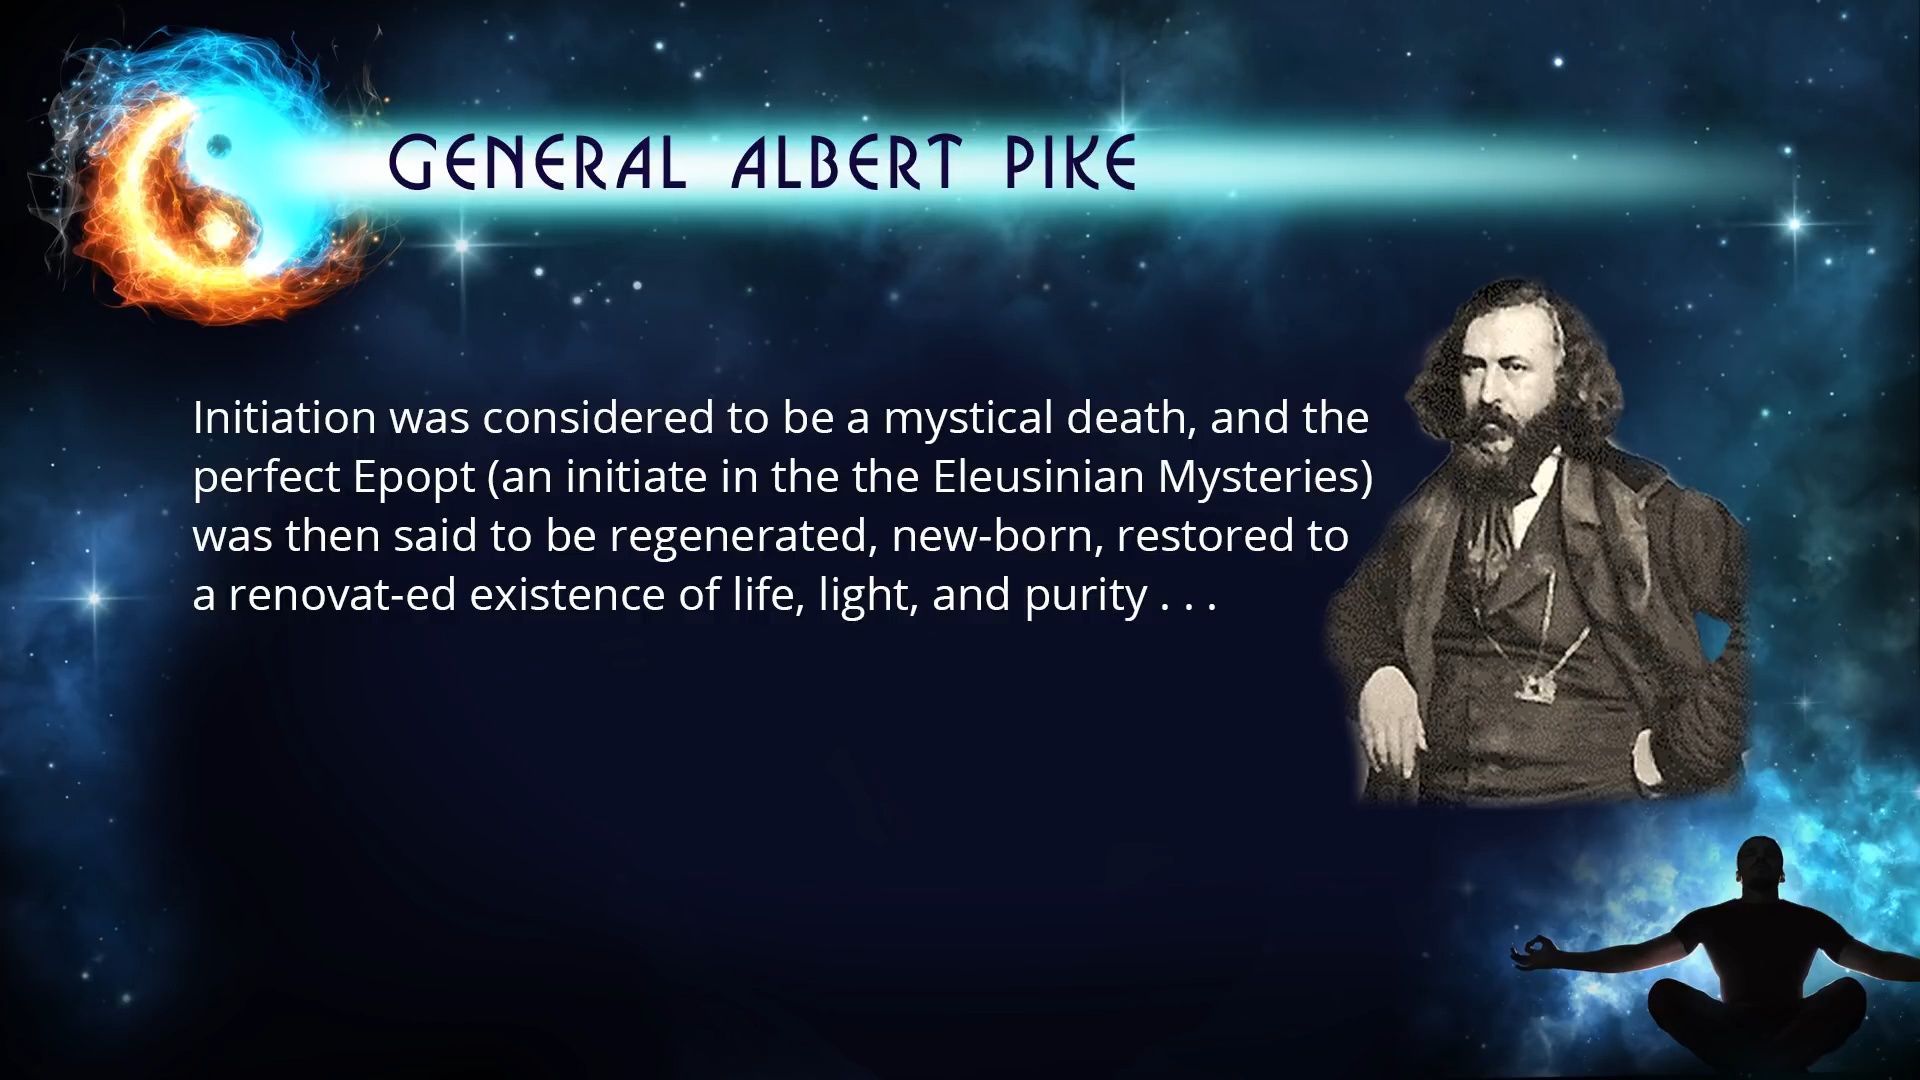 GENERAL ALBERT PIKE
Initiation was considered to be a mystical death, and the
perfect Epopt (an initiate in the the Eleusinian Mysteries)
was then said to be regenerated, new-born, restored to
a renovat-ed existence of life, light, and purity . . .